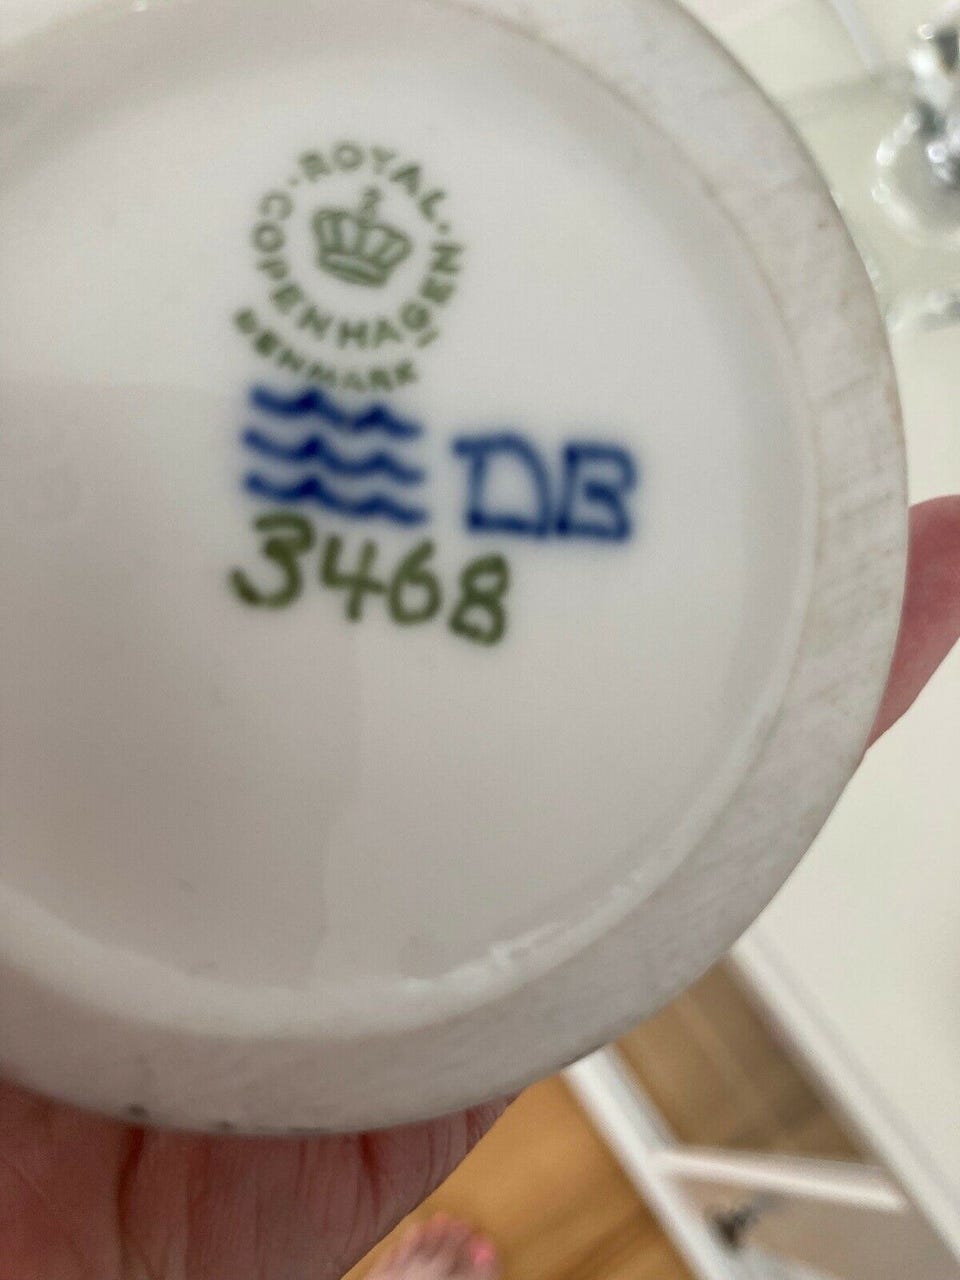 ROYAL
COPENHAGEN
DENMARK
DB
3468